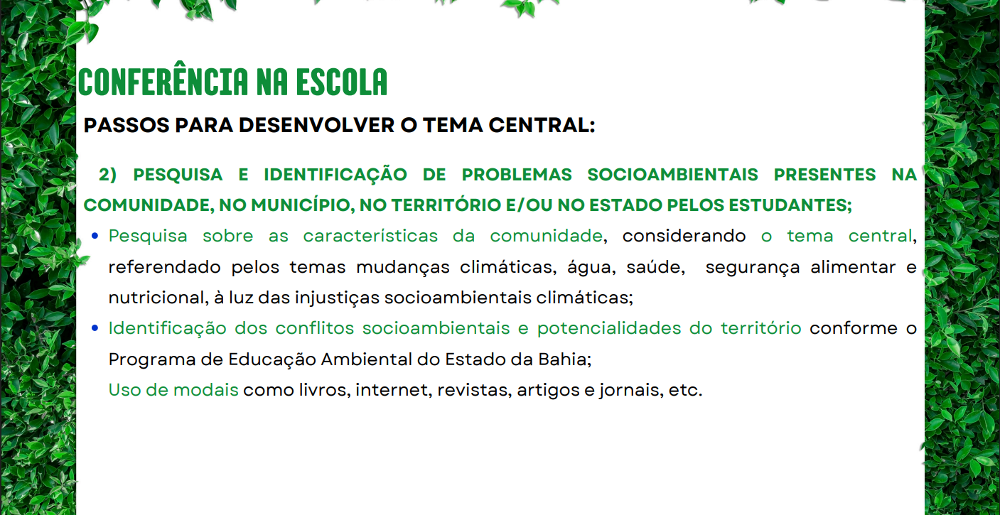 CONFERÊNCIA NA ESCOLA
PASSOS PARA DESENVOLVER O TEMA CENTRAL:
2) PESQUISA E IDENTIFICAÇÃO DE PROBLEMAS SOCIOAMBIENTAIS PRESENTES NA
COMUNIDADE, NO MUNICÍPIO, NO TERRITÓRIO E/OU NO ESTADO PELOS ESTUDANTES;
• Pesquisa sobre as características da comunidade, considerando o tema central,
referendado pelos temas mudanças climáticas, água, saúde, segurança alimentar e
nutricional, à luz das injustiças socioambientais climáticas;
• Identificação dos conflitos socioambientais e potencialidades do território conforme o
Programa de Educação Ambiental do Estado da Bahia;
Uso de modais como livros, internet, revistas, artigos e jornais, etc.